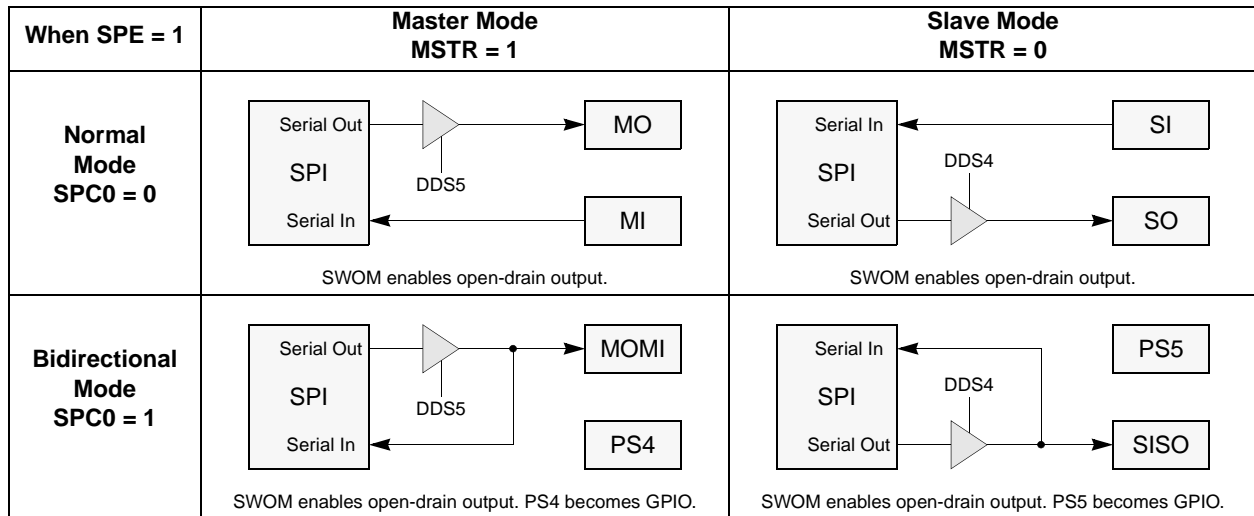 When SPE = 1
Master Mode
MSTR = 1
Slave Mode
MSTR = 0
Normal
Mode
SPC0 = 0
Serial Out
SPI
Serial In
DDS5
MO
MI
SWOM enables open-drain output.
Serial In
SPI
Serial Out
DDS4
SI
SO
SWOM enables open-drain output.
Bidirectional
Mode
SPC0 = 1
Serial Out
SPI
Serial In
DDS5
MOMI
PS4
SWOM enables open-drain output. PS4 becomes GPIO.
Serial In
SPI
Serial Out
DDS4
PS5
SISO
SWOM enables open-drain output. PS5 becomes GPIO.